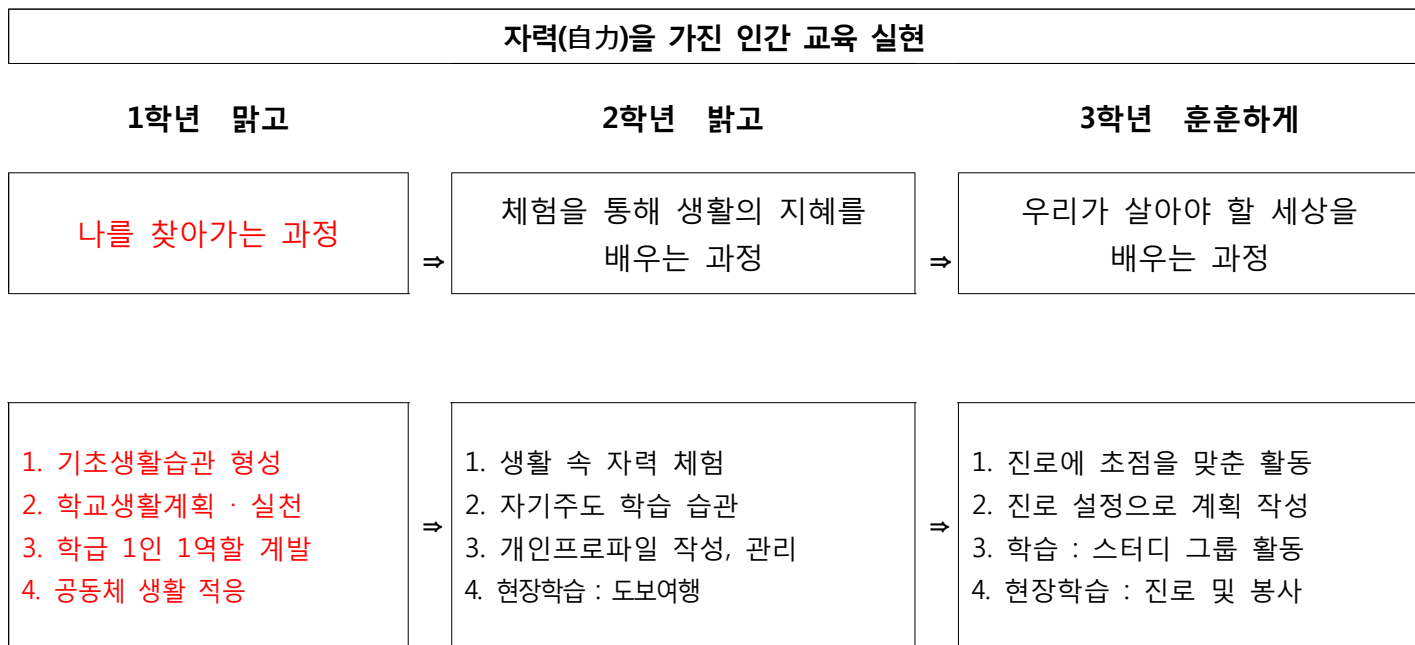 자력(自力)을 가진 인간 교육 실현
1학년 맑고
2학년 밝고
3학년 훈훈하게
나를 찾아가는 과정
⇒
체험을 통해 생활의 지혜를
배우는 과정
⇒
우리가 살아야 할 세상을
배우는 과정
1. 기초생활습관 형성
2. 학교생활계획 · 실천
3. 학급 1인 1역할 계발
4. 공동체 생활 적응
⇒
1. 생활 속 자력 체험
2. 자기주도 학습 습관
3. 개인프로파일 작성, 관리
4. 현장학습 : 도보여행
⇒
1. 진로에 초점을 맞춘 활동
2. 진로 설정으로 계획 작성
3. 학습 : 스터디 그룹 활동
4. 현장학습 : 진로 및 봉사